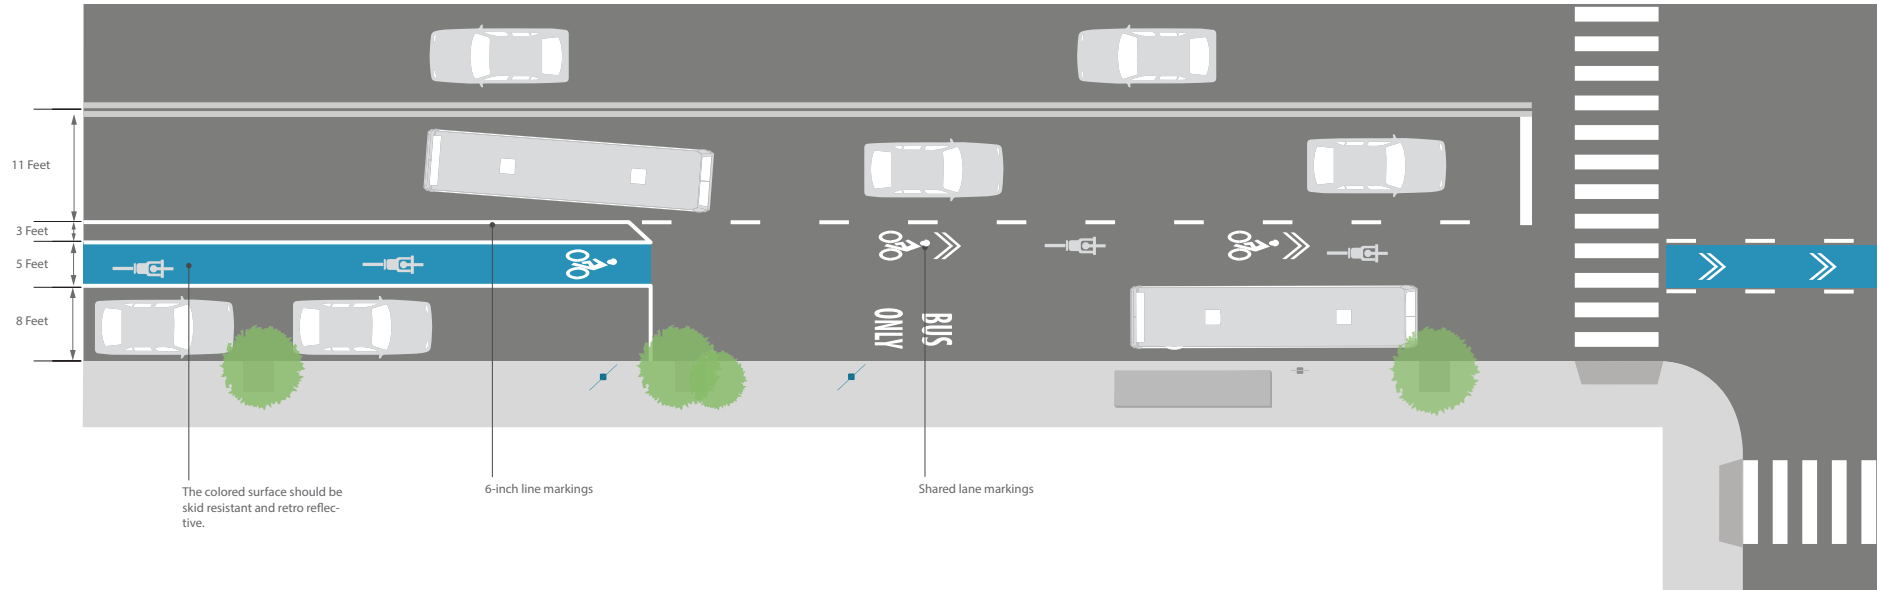 11 Feet
3 Feet
5 Feet
8 Feet
BUS
ONLY
The colored surface should be
skid resistant and retro reflec-
tive.
6-inch line markings
Shared lane markings